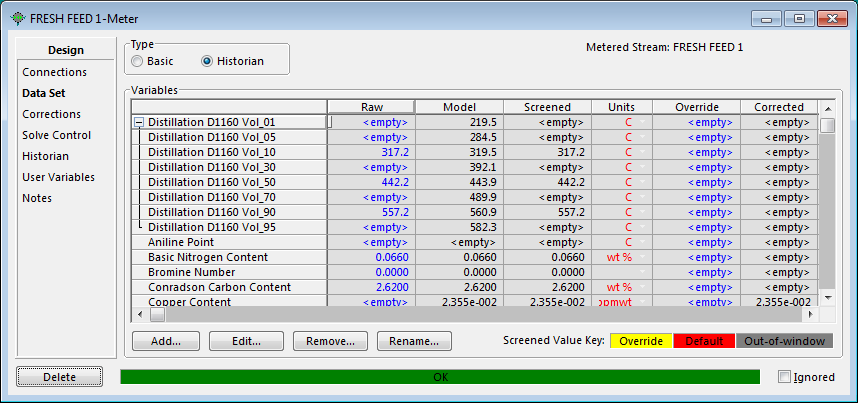 FRESH FEED 1-Meter
Design
Connections
Data Set
Corrections
Solve Control
Historian
User Variables
Notes
Type
Basic Historian
Metered Stream: FRESH FEED 1
Variables
Raw Model Screened Units Override Corrected
Distillation D1160 Vol_01 <empty> 219.5 <empty> C <empty> <empty>
Distillation D1160 Vol_05 <empty> 284.5 <empty> C <empty> <empty>
Distillation D1160 Vol_10 317.2 319.5 317.2 C <empty> <empty>
Distillation D1160 Vol_30 <empty> 392.1 <empty> C <empty> <empty>
Distillation D1160 Vol_50 442.2 443.9 442.2 C <empty> <empty>
Distillation D1160 Vol_70 <empty> 489.9 <empty> C <empty> <empty>
Distillation D1160 Vol_90 557.2 560.9 557.2 C <empty> <empty>
Distillation D1160 Vol_95 <empty> 582.3 <empty> C <empty> <empty>
Aniline Point <empty> <empty> <empty> C <empty> <empty>
Basic Nitrogen Content 0.0660 0.0660 0.0660 wt % <empty> <empty>
Bromine Number 0.0000 0.0000 0.0000 <empty> <empty>
Conradson Carbon Content 2.6200 2.6200 2.6200 wt % <empty> <empty>
Copper Content <empty> 2.355e-002 <empty> ppmwt <empty> 2.355e-002
Add... Edit... Remove... Rename...
Screened Value Key: Override Default Out-of-window
Delete
OK
Ignored